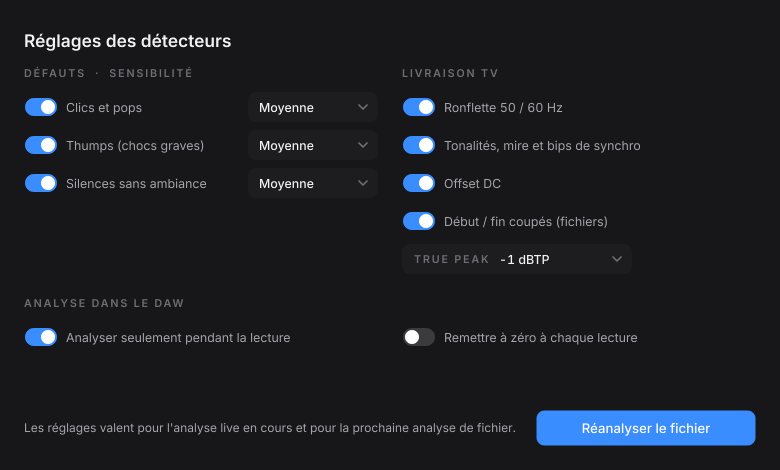 Réglages des détecteurs
DÉFAUTS · SENSIBILITÉ
Clics et pops
Moyenne
Thumps (chocs graves)
Moyenne
Silences sans ambiance
Moyenne
LIVRAISON TV
Ronflette 50 / 60 Hz
Tonalités, mire et bips de synchro
Offset DC
Début / fin coupés (fichiers)
TRUE PEAK -1 dBTP
ANALYSE DANS LE DAW
Analyser seulement pendant la lecture
Remettre à zéro à chaque lecture
Les réglages valent pour l'analyse live en cours et pour la prochaine analyse de fichier.
Réanalyser le fichier